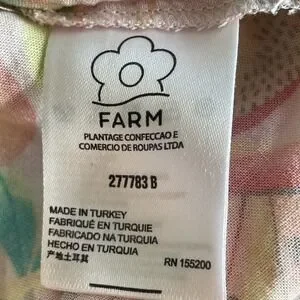 FARM
PLANTAGE CONFECCAO E
COMERCIO DE ROUPAS LTDA
277783 B
MADE IN TURKEY
FABRIQUÉ EN TURQUIE
FABRICADO NA TURQUIA
HECHO EN TURQUIA
产地土耳其 RN 155200